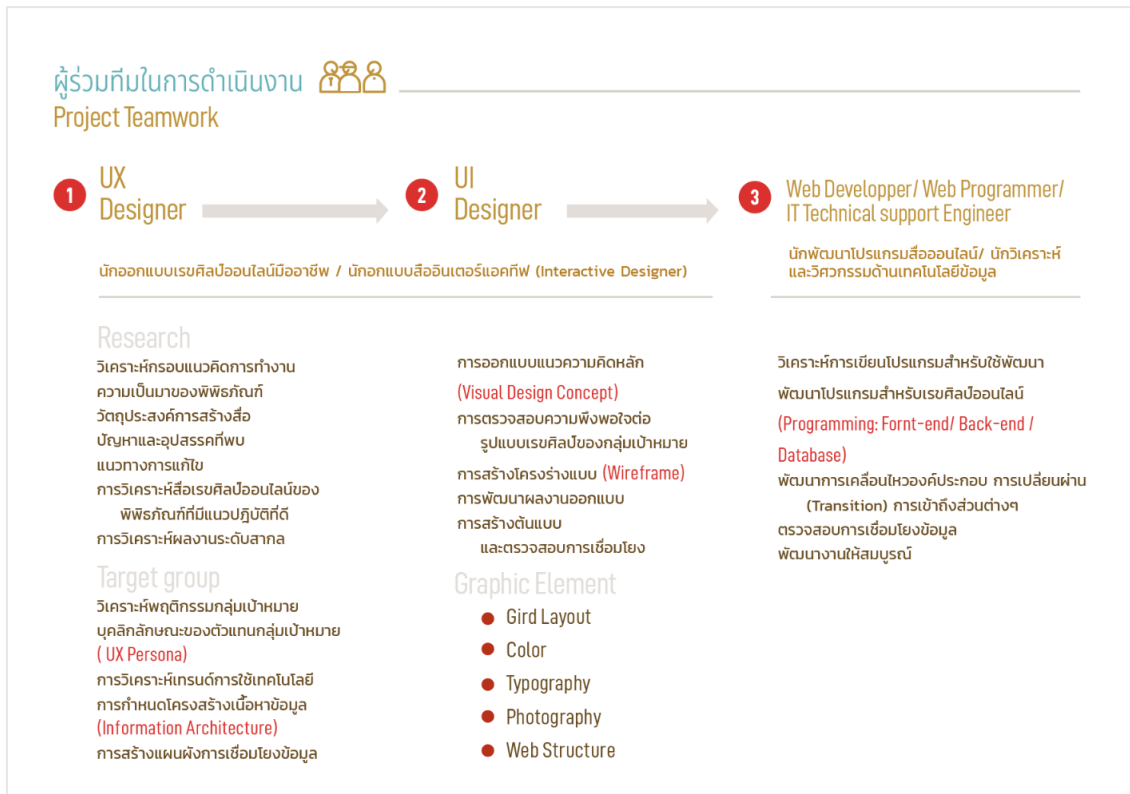 ผู้ร่วมทีมในการดำเนินงาน
Project Teamwork
1
UX
Designer
2
UI
Designer
3
Web Developper/ Web Programmer/
IT Technical support Engineer
นักออกแบบเรขศิลป์ออนไลน์มืออาชีพ / นักอกแบบสื่ออินเตอร์แอคทีฟ (Interactive Designer)
นักพัฒนาโปรแกรมสื่อออนไลน์/ นักวิเคราะห์
และวิศวกรรมด้านเทคโนโลยีข้อมูล
Research
วิเคราะห์กรอบแนวคิดการทำงาน
ความเป็นมาของพิพิธภัณฑ์
วัตถุประสงค์การสร้างสื่อ
ปัญหาและอุปสรรคที่พบ
แนวทางการแก้ไข
การวิเคราะห์สื่อเรขศิลป์ออนไลน์ของ
พิพิธภัณฑ์ที่มีแนวปฎิบัติที่ดี
การวิเคราะห์ผลงานระดับสากล
Target group
วิเคราะห์พฤติกรรมกลุ่มเป้าหมาย
บุคลิกลักษณะของตัวแทนกลุ่มเป้าหมาย
( UX Persona)
การวิเคราะห์เทรนด์การใช้เทคโนโลยี
การกำหนดโครงสร้างเนื้อหาข้อมูล
(Information Architecture)
การสร้างแผนผังการเชื่อมโยงข้อมูล
การออกแบบแนวความคิดหลัก
(Visual Design Concept)
การตรวจสอบความพึงพอใจต่อ
รูปแบบเรขศิลป์ของกลุ่มเป้าหมาย
การสร้างโครงร่างแบบ (Wireframe)
การพัฒนาผลงานออกแบบ
การสร้างต้นแบบ
และตรวจสอบการเชื่อมโยง
Graphic Element
Gird Layout
Color
Typography
Photography
Web Structure
วิเคราะห์การเขียนโปรแกรมสำหรับใช้พัฒนา
พัฒนาโปรแกรมสำหรับเรขศิลป์ออนไลน์
(Programming: Fornt-end/ Back-end /
Database)
พัฒนาการเคลื่อนไหวองค์ประกอบ การเปลี่ยนผ่าน
(Transition) การเข้าถึงส่วนต่างๆ
ตรวจสอบการเชื่อมโยงข้อมูล
พัฒนางานให้สมบูรณ์